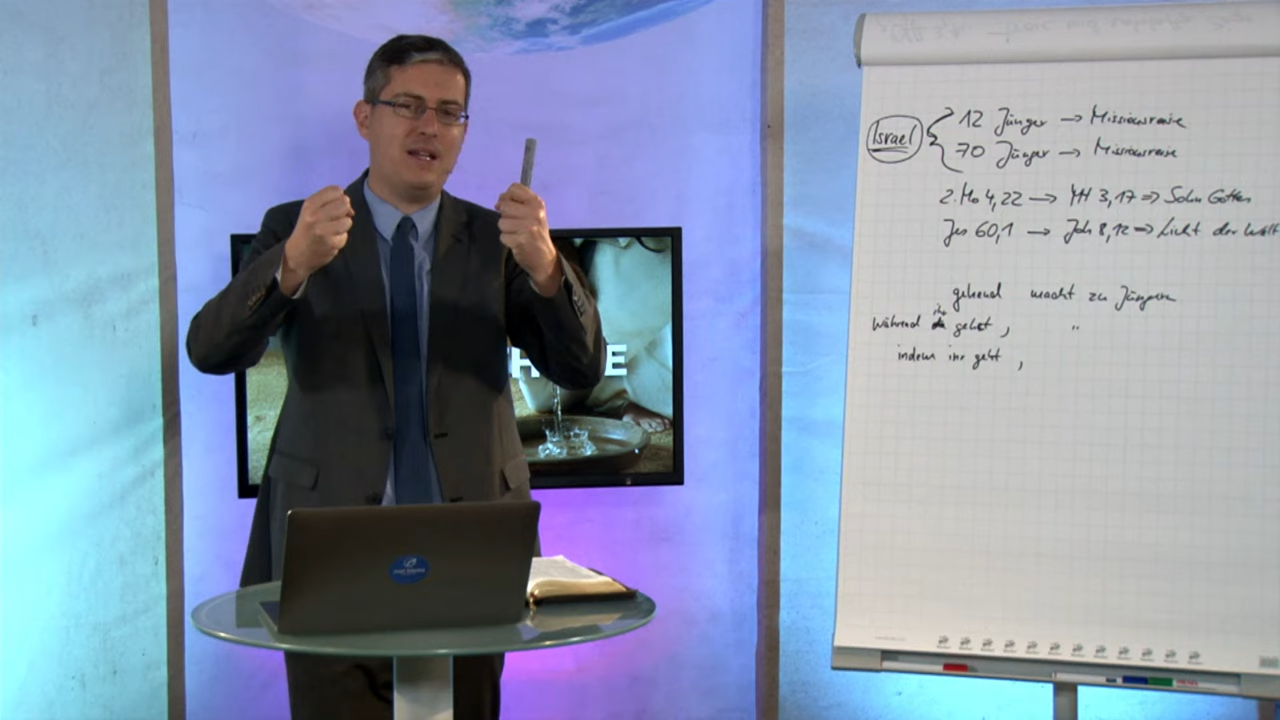 Israel
12 Jünger → Missionsreise
70 Jünger → Missionsreise
2. Mo 4,22 → Mt 3,17 => Sohn Gottes
Jes 60,1 → Joh 8,12 => Licht der Welt
gehend macht zu Jüngern
während ihr geht, "
indem ihr geht,